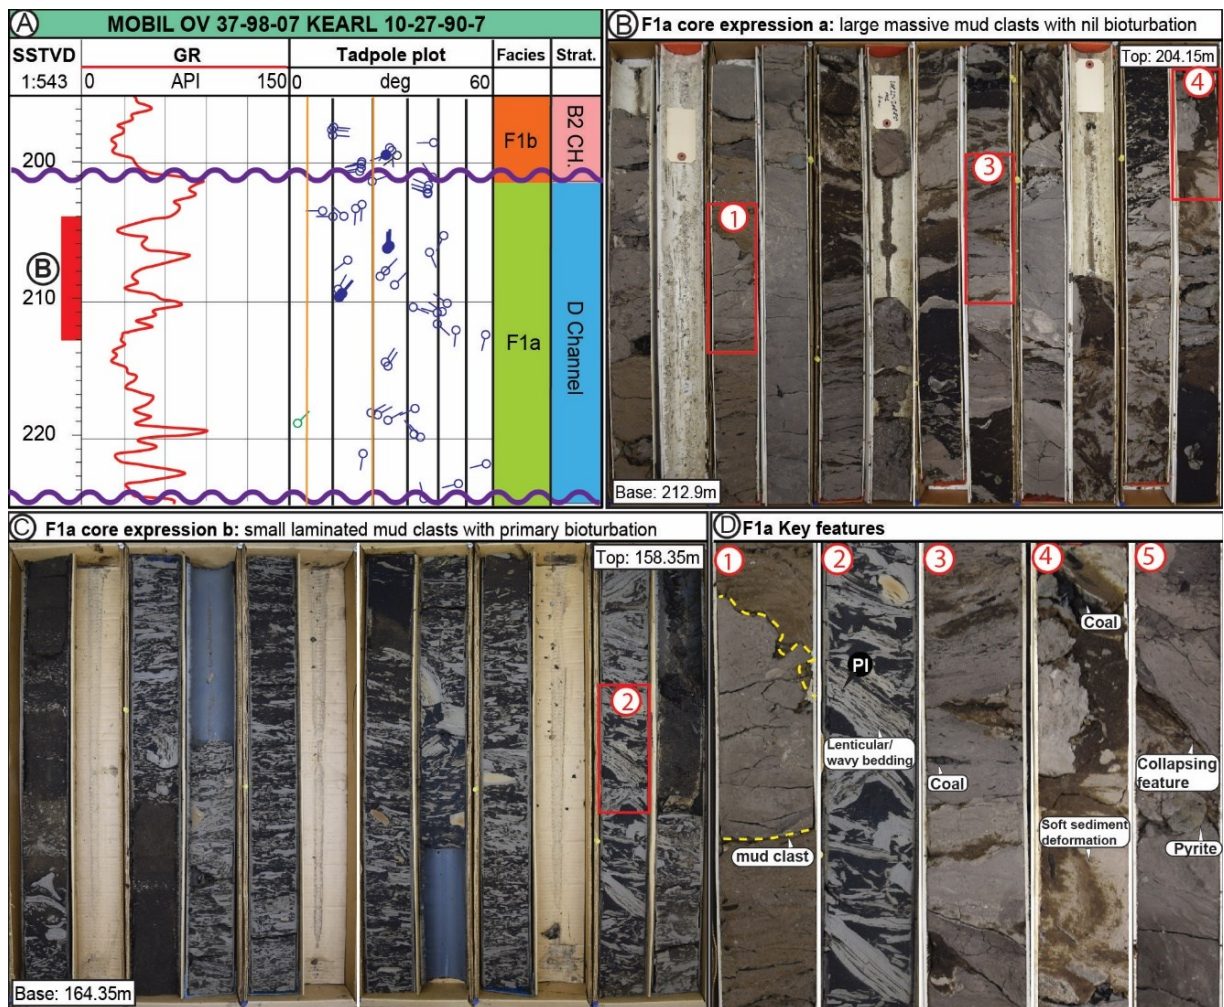 A
MOBIL OV 37-98-07 KEARL 10-27-90-7
SSTVD GR Tadpole plot Facies Strat.
1:543 0 API 150 0 deg 60
200
210
220
B
F1b
F1a
B2 CH.
D Channel
B F1a core expression a: large massive mud clasts with nil bioturbation
Top: 204.15m
1
3
4
Base: 212.9m
C F1a core expression b: small laminated mud clasts with primary bioturbation
Top: 158.35m
2
Base: 164.35m
D F1a Key features
1 2 3 4 5
mud clast
Pl
Lenticular/
wavy bedding
Coal
Coal
Soft sediment
deformation
Collapsing
feature
Pyrite